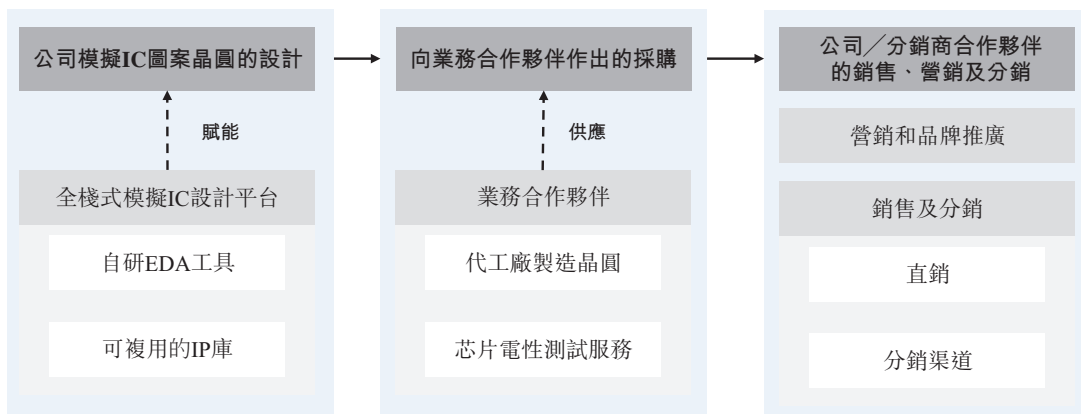 公司模擬IC圖案晶圓的設計
賦能
全棧式模擬IC設計平台
自研EDA工具
可複用的IP庫
向業務合作夥伴作出的採購
供應
業務合作夥伴
代工廠製造晶圓
芯片電性測試服務
公司／分銷商合作夥伴
的銷售、營銷及分銷
營銷和品牌推廣
銷售及分銷
直銷
分銷渠道